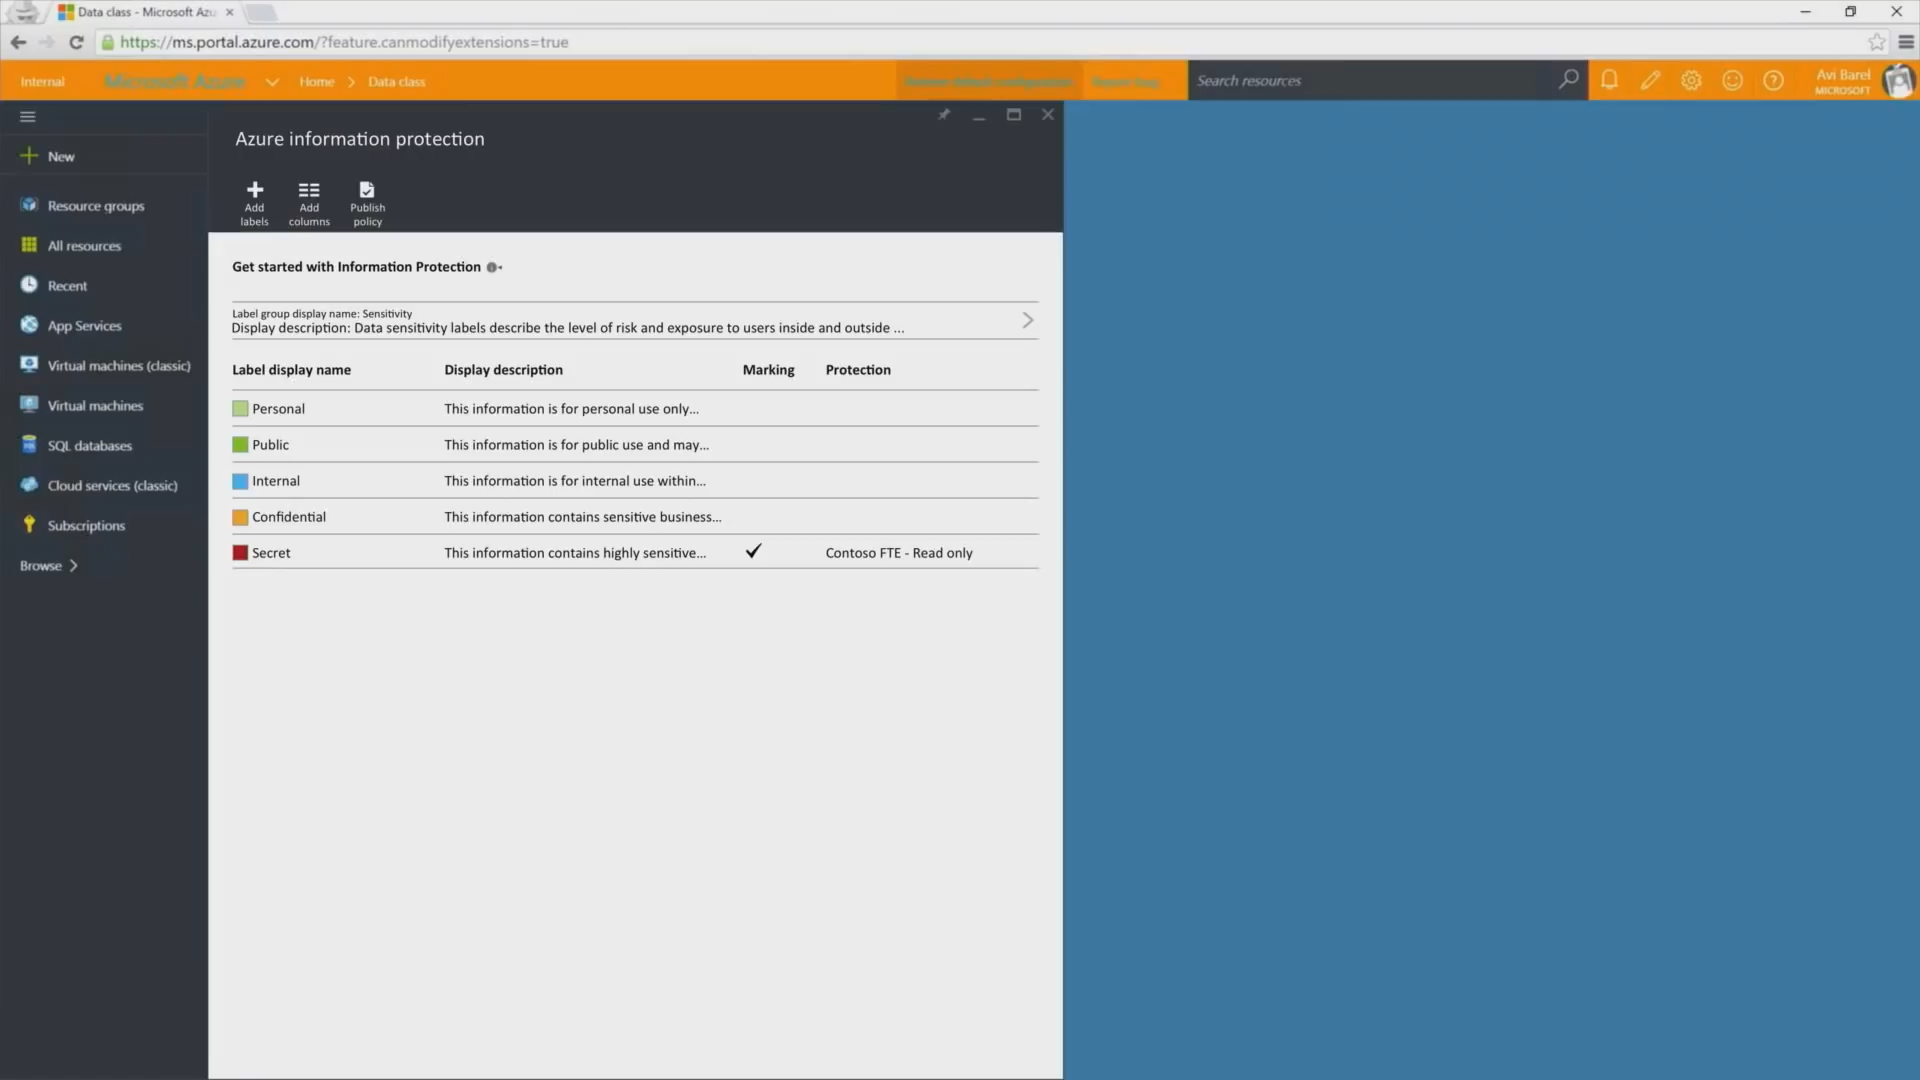 Data class - Microsoft Azu
https://ms.portal.azure.com/?feature.canmodifyextensions=true
Internal
Microsoft Azure
Home
Data class
Search resources
Avi Barel
MICROSOFT
New
Resource groups
All resources
Recent
App Services
Virtual machines (classic)
Virtual machines
SQL databases
Cloud services (classic)
Subscriptions
Browse
Azure information protection
Add labels
Add columns
Publish policy
Get started with Information Protection
Label group display name: Sensitivity
Display description: Data sensitivity labels describe the level of risk and exposure to users inside and outside ...
Label display name Display description Marking Protection
Personal This information is for personal use only...
Public This information is for public use and may...
Internal This information is for internal use within...
Confidential This information contains sensitive business...
Secret This information contains highly sensitive... Contoso FTE - Read only